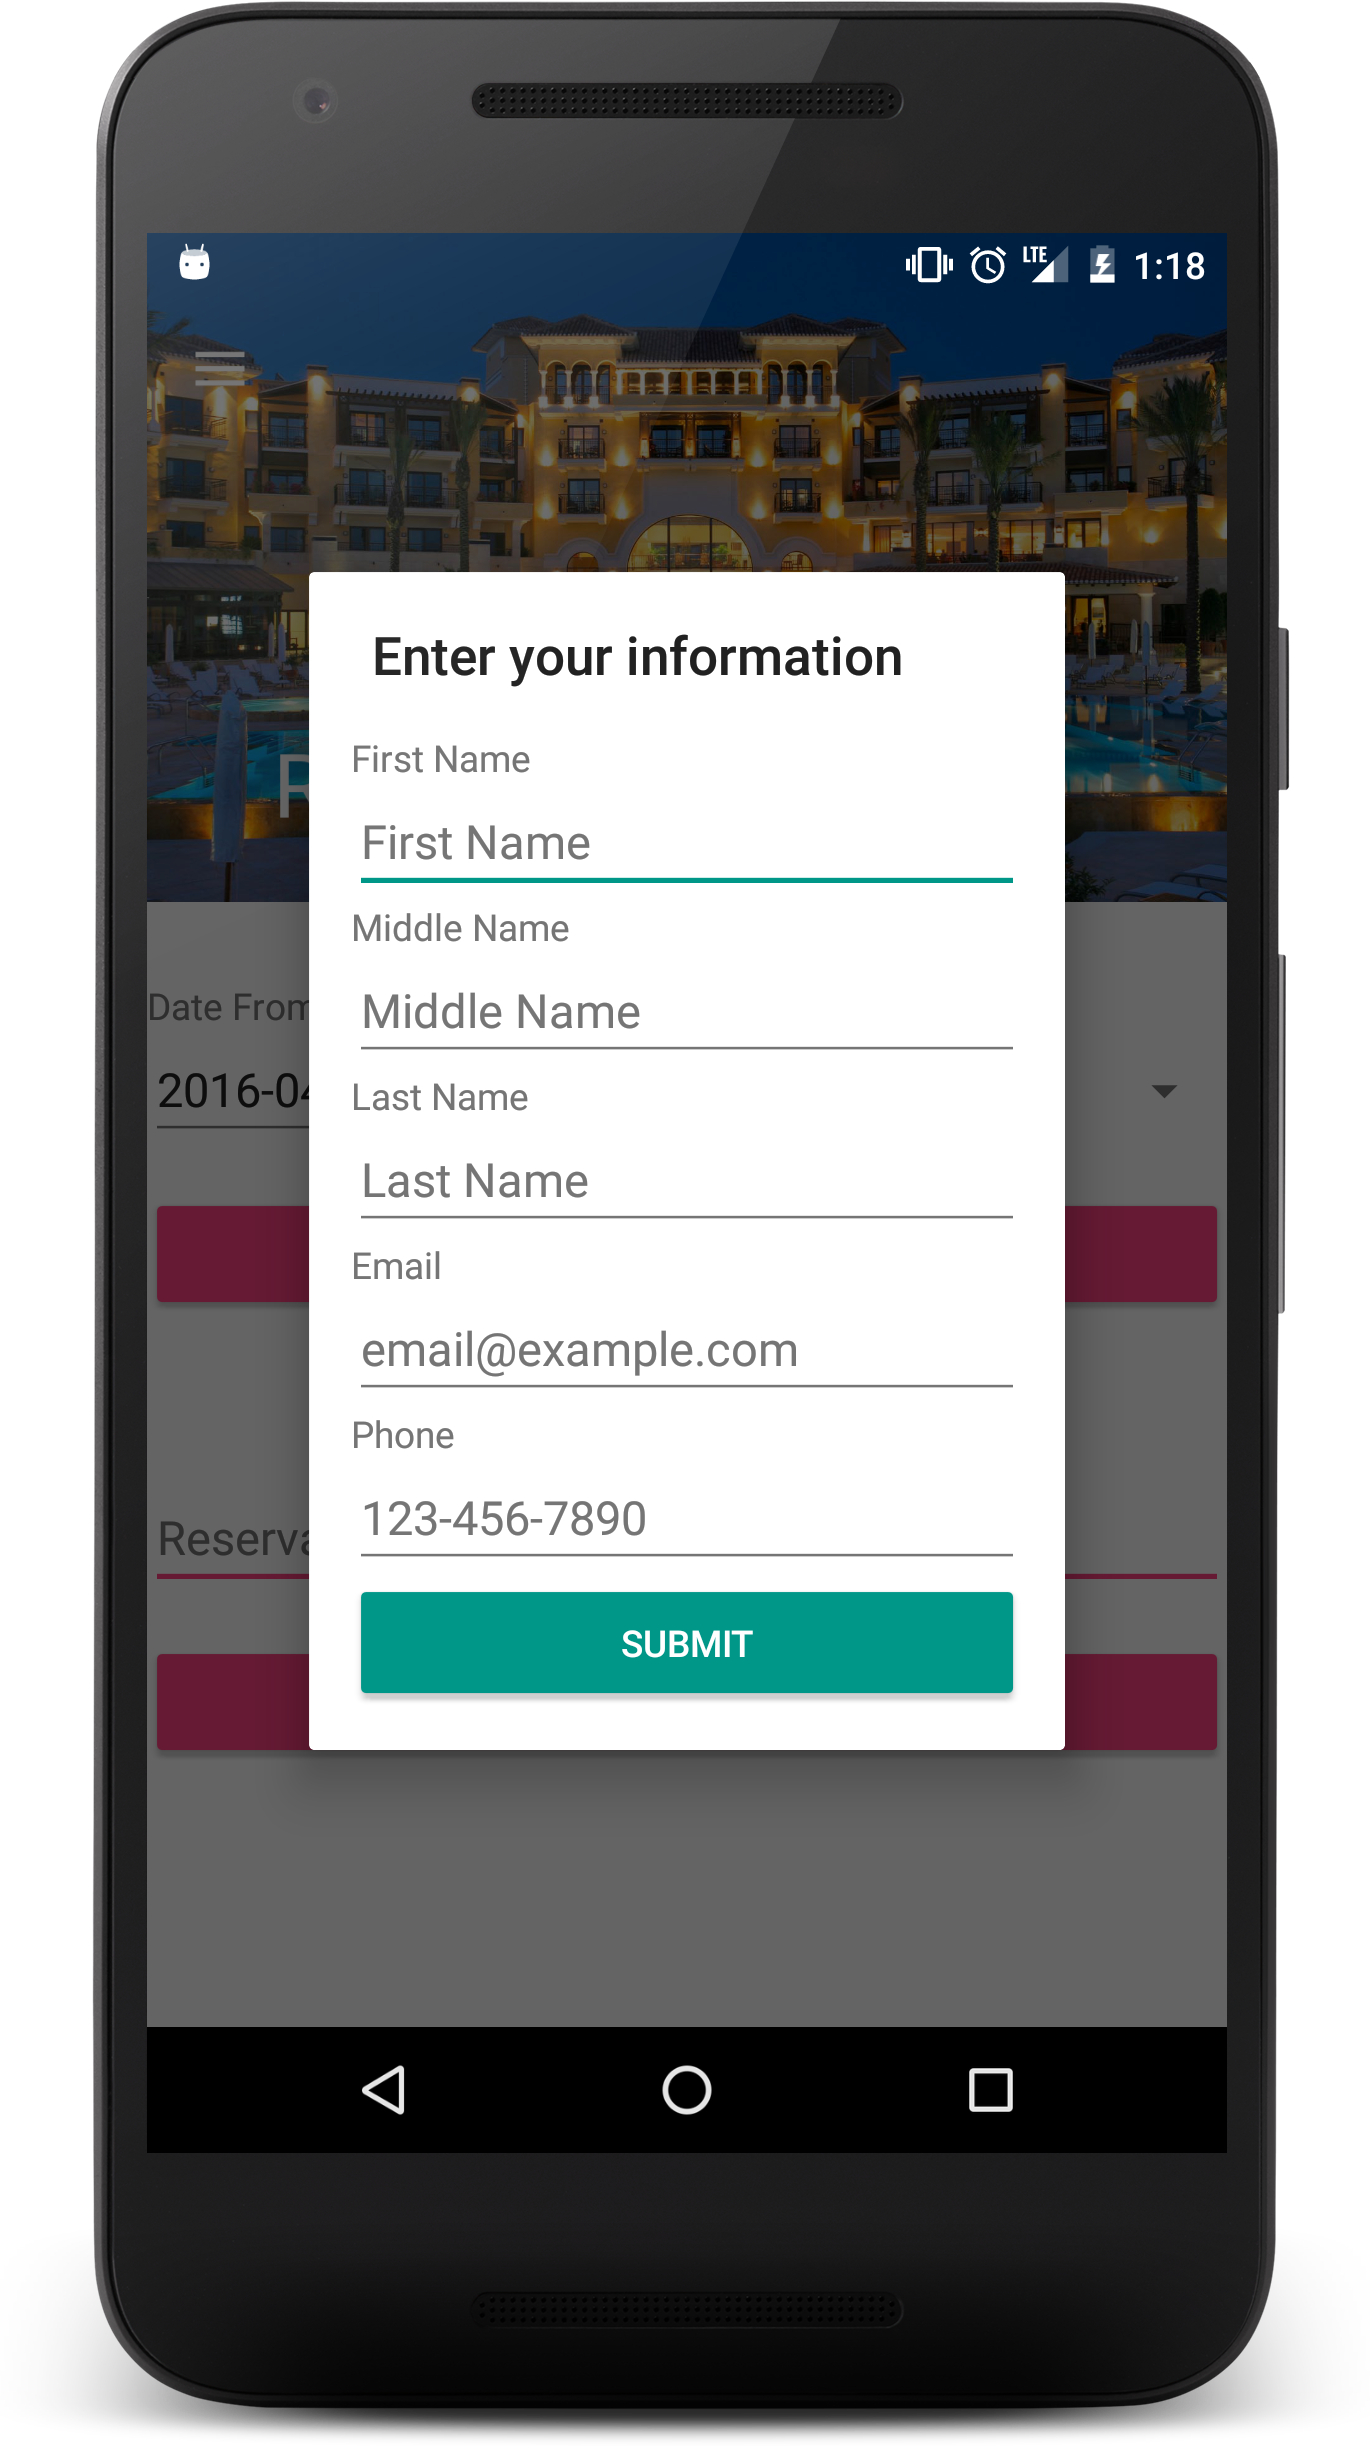 LTE 1:18
Enter your information
First Name
First Name
Middle Name
Middle Name
Date From
Last Name
2016-04
Last Name
Email
email@example.com
Phone
123-456-7890
Reserva
SUBMIT